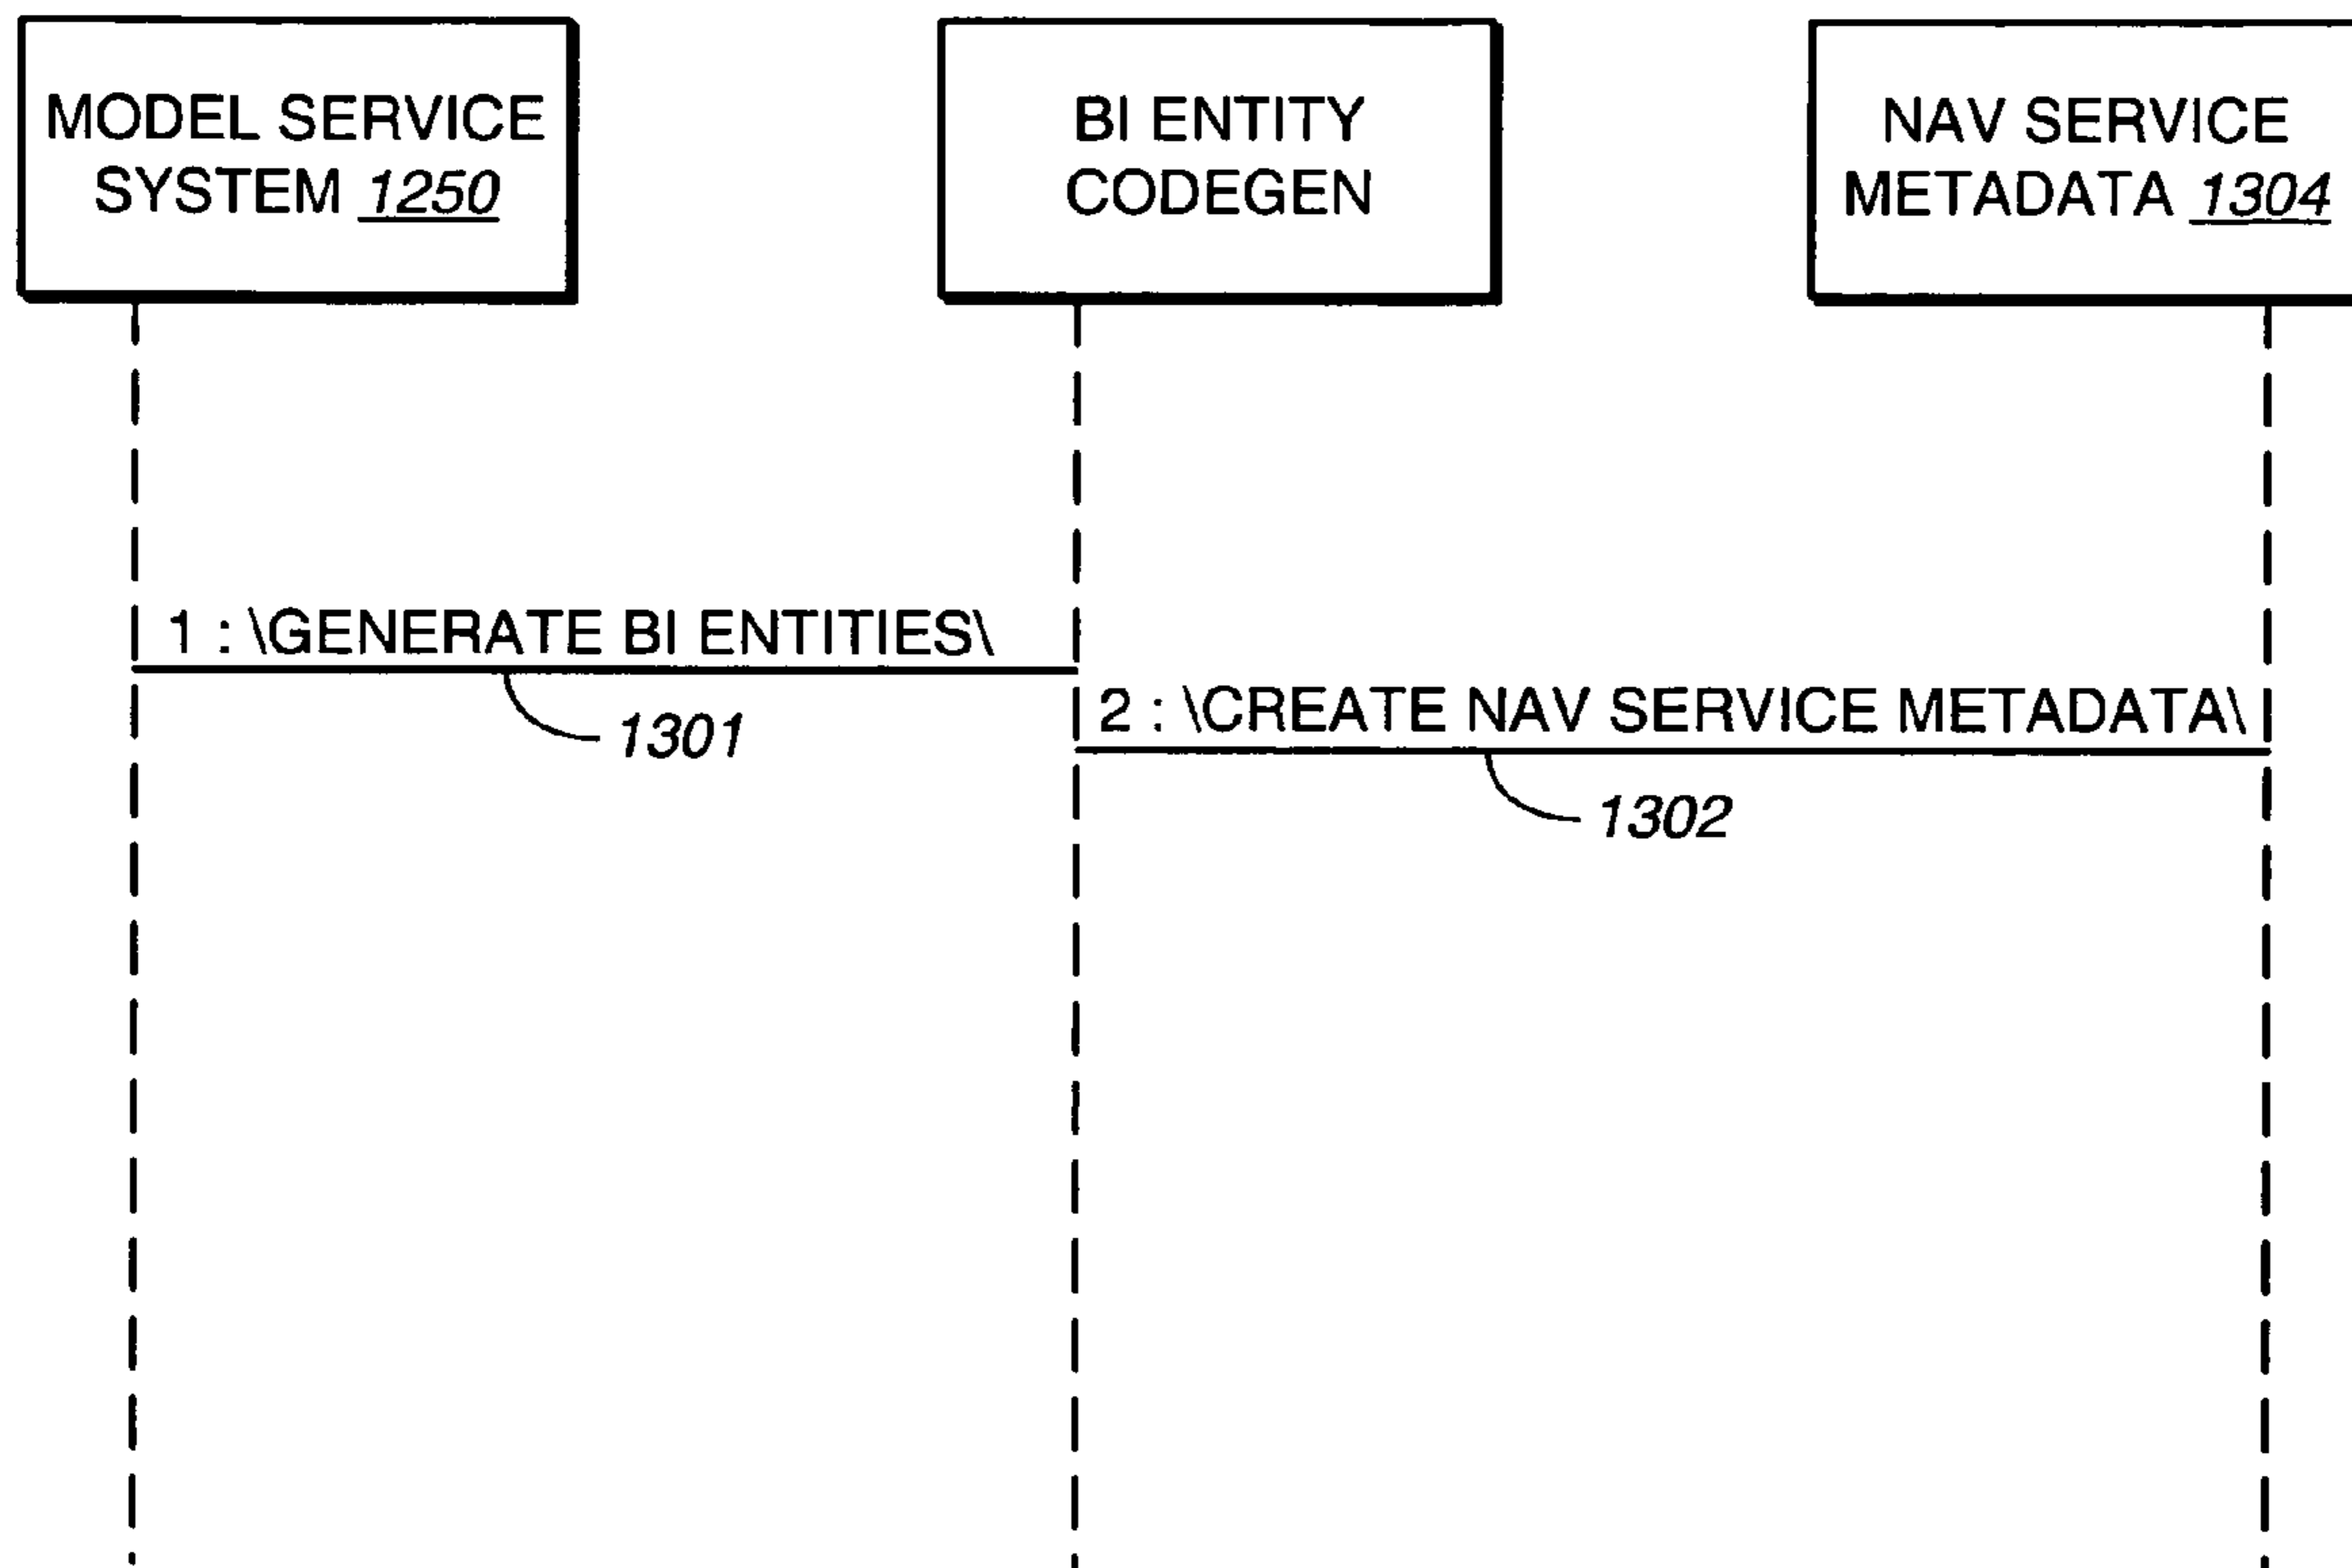 MODEL SERVICE
SYSTEM 1250
BI ENTITY
CODEGEN
NAV SERVICE
METADATA 1304
1 : \GENERATE BI ENTITIES\
1301
2 : \CREATE NAV SERVICE METADATA\
1302